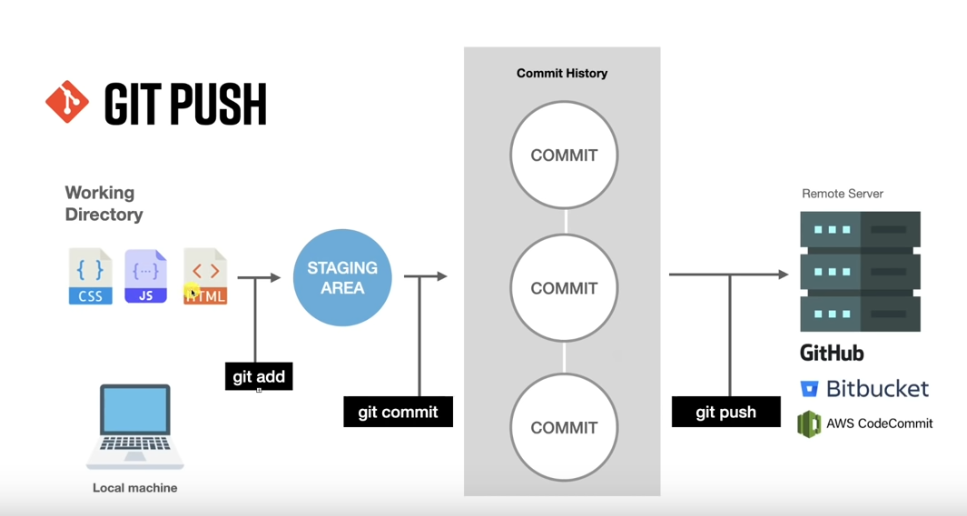 GIT PUSH
Working
Directory
{ }
CSS
{...}
JS
< >
HTML
Local machine
git add
STAGING
AREA
git commit
Commit History
COMMIT
COMMIT
COMMIT
git push
Remote Server
GitHub
Bitbucket
AWS CodeCommit